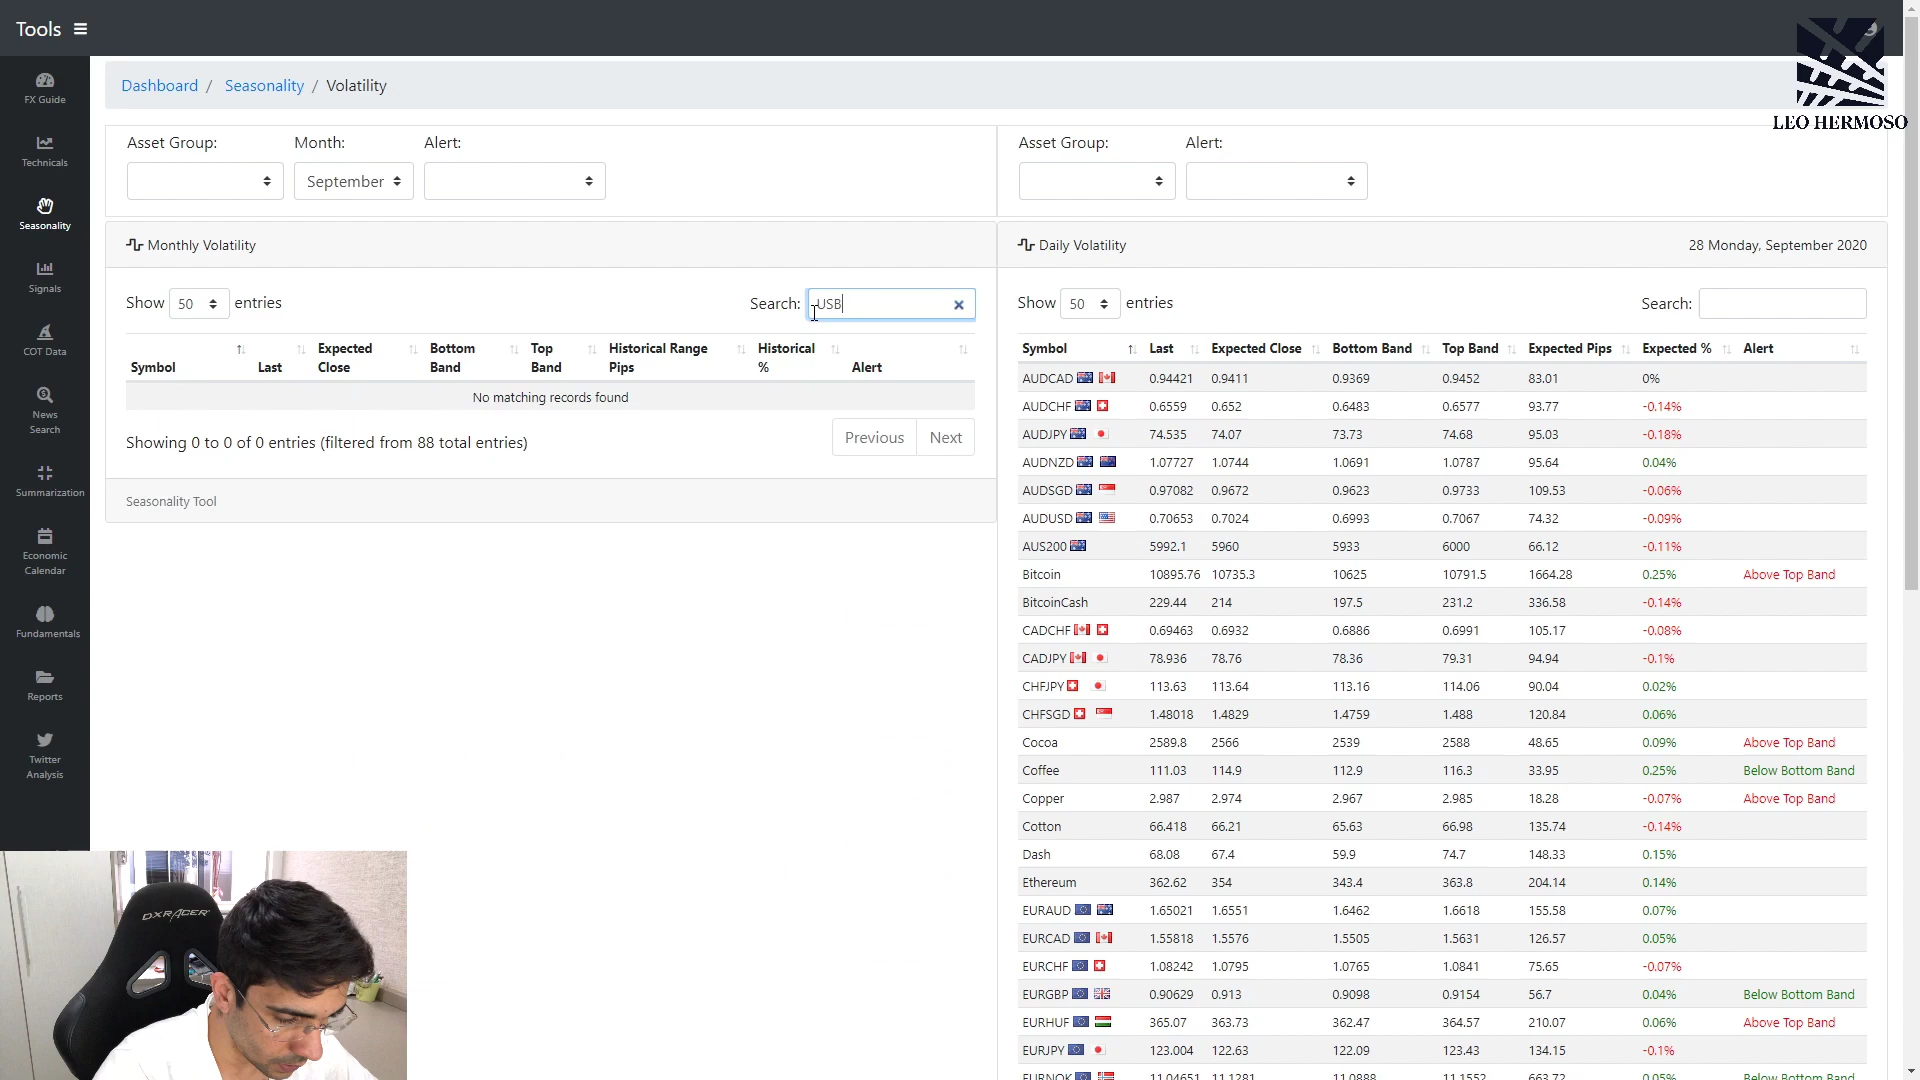 Tools
LEO HERMOSO
FX Guide
Technicals
Seasonality
Signals
COT Data
News
Search
Summarization
Economic
Calendar
Fundamentals
Reports
Twitter
Analysis
Dashboard / Seasonality / Volatility
Asset Group: Month: Alert:
September
Asset Group: Alert:
Monthly Volatility
Show 50 entries Search: USB
Symbol Last Expected Close Bottom Band Top Band Historical Range Pips Historical % Alert
No matching records found
Showing 0 to 0 of 0 entries (filtered from 88 total entries) Previous Next
Seasonality Tool
DXRACER
Daily Volatility 28 Monday, September 2020
Show 50 entries Search:
Symbol Last Expected Close Bottom Band Top Band Expected Pips Expected % Alert
AUDCAD 0.94421 0.9411 0.9369 0.9452 83.01 0%
AUDCHF 0.6559 0.652 0.6483 0.6577 93.77 -0.14%
AUDJPY 74.535 74.07 73.73 74.68 95.03 -0.18%
AUDNZD 1.07727 1.0744 1.0691 1.0787 95.64 0.04%
AUDSGD 0.97082 0.9672 0.9623 0.9733 109.53 -0.06%
AUDUSD 0.70653 0.7024 0.6993 0.7067 74.32 -0.09%
AUS200 5992.1 5960 5933 6000 66.12 -0.11%
Bitcoin 10895.76 10735.3 10625 10791.5 1664.28 0.25% Above Top Band
BitcoinCash 229.44 214 197.5 231.2 336.58 -0.14%
CADCHF 0.69463 0.6932 0.6886 0.6991 105.17 -0.08%
CADJPY 78.936 78.76 78.36 79.31 94.94 -0.1%
CHFJPY 113.63 113.64 113.16 114.06 90.04 0.02%
CHFSGD 1.48018 1.4829 1.4759 1.488 120.84 0.06%
Cocoa 2589.8 2566 2539 2588 48.65 0.09% Above Top Band
Coffee 111.03 114.9 112.9 116.3 33.95 0.25% Below Bottom Band
Copper 2.987 2.974 2.967 2.985 18.28 -0.07% Above Top Band
Cotton 66.418 66.21 65.63 66.98 135.74 -0.14%
Dash 68.08 67.4 59.9 74.7 148.33 0.15%
Ethereum 362.62 354 343.4 363.8 204.14 0.14%
EURAUD 1.65021 1.6551 1.6462 1.6618 155.58 0.07%
EURCAD 1.55818 1.5576 1.5505 1.5631 126.57 0.05%
EURCHF 1.08242 1.0795 1.0765 1.0841 75.65 -0.07%
EURGBP 0.90629 0.913 0.9098 0.9154 56.7 0.04% Below Bottom Band
EURHUF 365.07 363.73 362.47 364.57 210.07 0.06% Above Top Band
EURJPY 123.004 122.63 122.09 123.43 134.15 -0.1%
EURNOK 11.04651 11.1281 11.0888 11.1552 663.72 0.05% Below Bottom Band